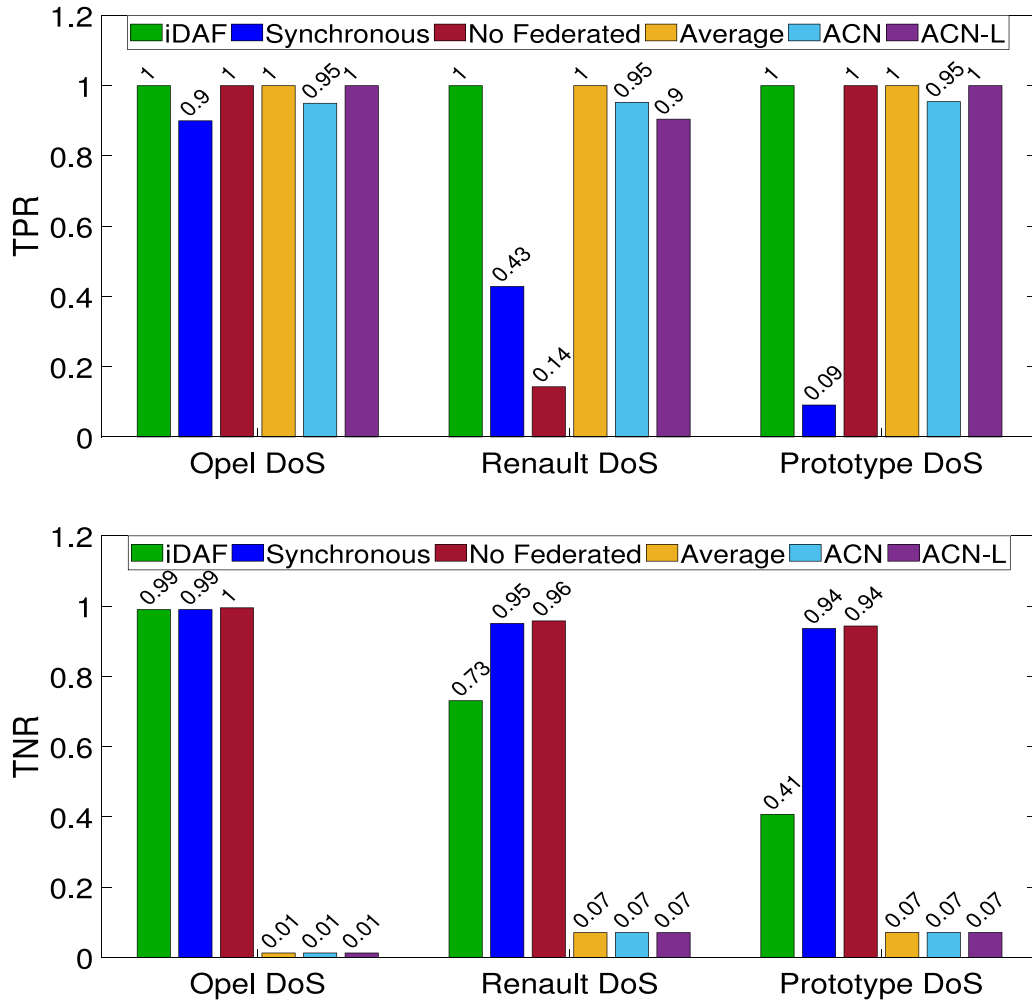 1.2
iDAF Synchronous No Federated Average ACN ACN-L
1 0.9 1 1 0.95 1 1 0.43 0.14 1 0.95 0.9 1 0.09 1 1 0.95 1
1
0.8
0.6
0.4
0.2
0
TPR
Opel DoS Renault DoS Prototype DoS
1.2
iDAF Synchronous No Federated Average ACN ACN-L
0.99 0.99 1 0.01 0.01 0.01 0.73 0.95 0.96 0.07 0.07 0.07 0.41 0.94 0.94 0.07 0.07 0.07
1
0.8
0.6
0.4
0.2
0
TNR
Opel DoS Renault DoS Prototype DoS